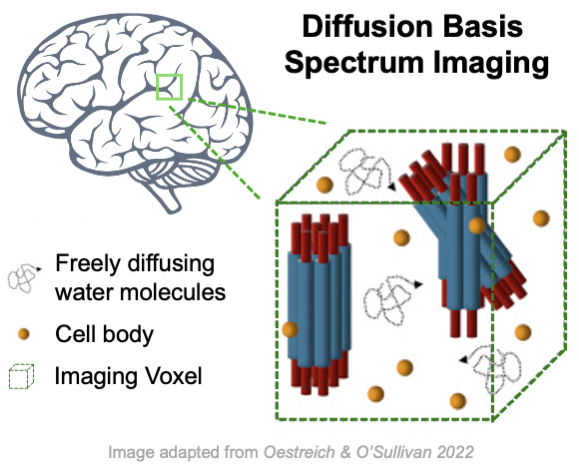 Diffusion Basis
Spectrum Imaging
Freely diffusing
water molecules
Cell body
Imaging Voxel
Image adapted from Oestreich & O'Sullivan 2022